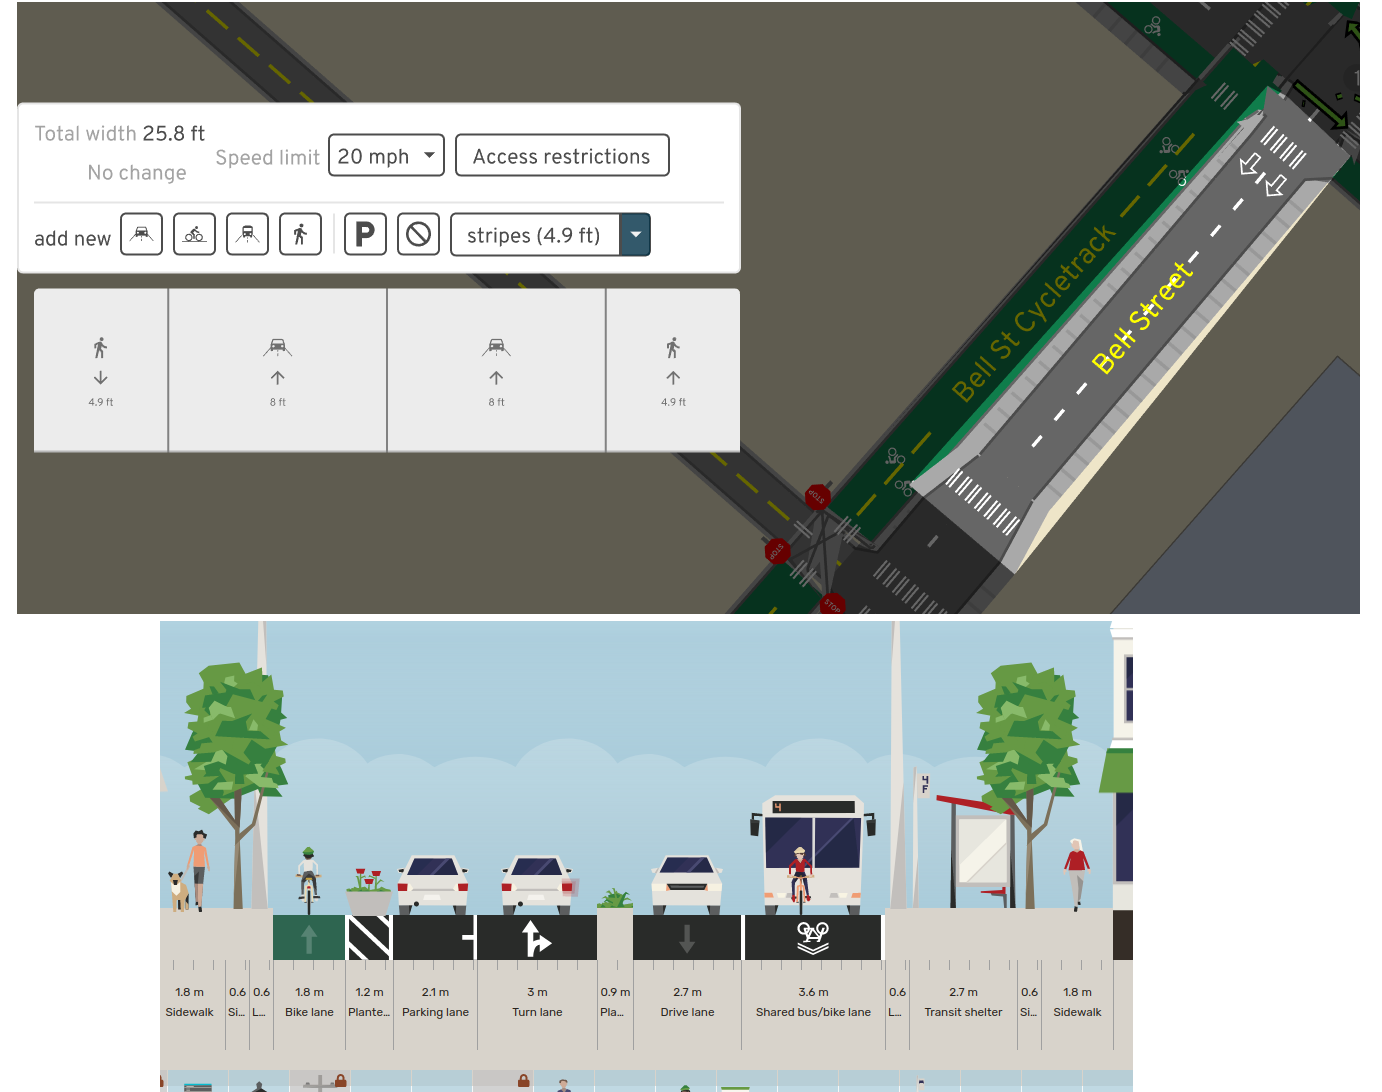 Total width 25.8 ft
No change
Speed limit 20 mph Access restrictions
add new P stripes (4.9 ft)
4.9 ft 8 ft 8 ft 4.9 ft
Bell St Cycletrack
Bell Street
STOP
STOP
STOP
1
4
4
F
1.8 m 0.6 0.6 1.8 m 1.2 m 2.1 m 3 m 0.9 m 2.7 m 3.6 m 0.6 2.7 m 0.6 1.8 m
Sidewalk Si... L... Bike lane Plante... Parking lane Turn lane Pla... Drive lane Shared bus/bike lane L... Transit shelter Si... Sidewalk